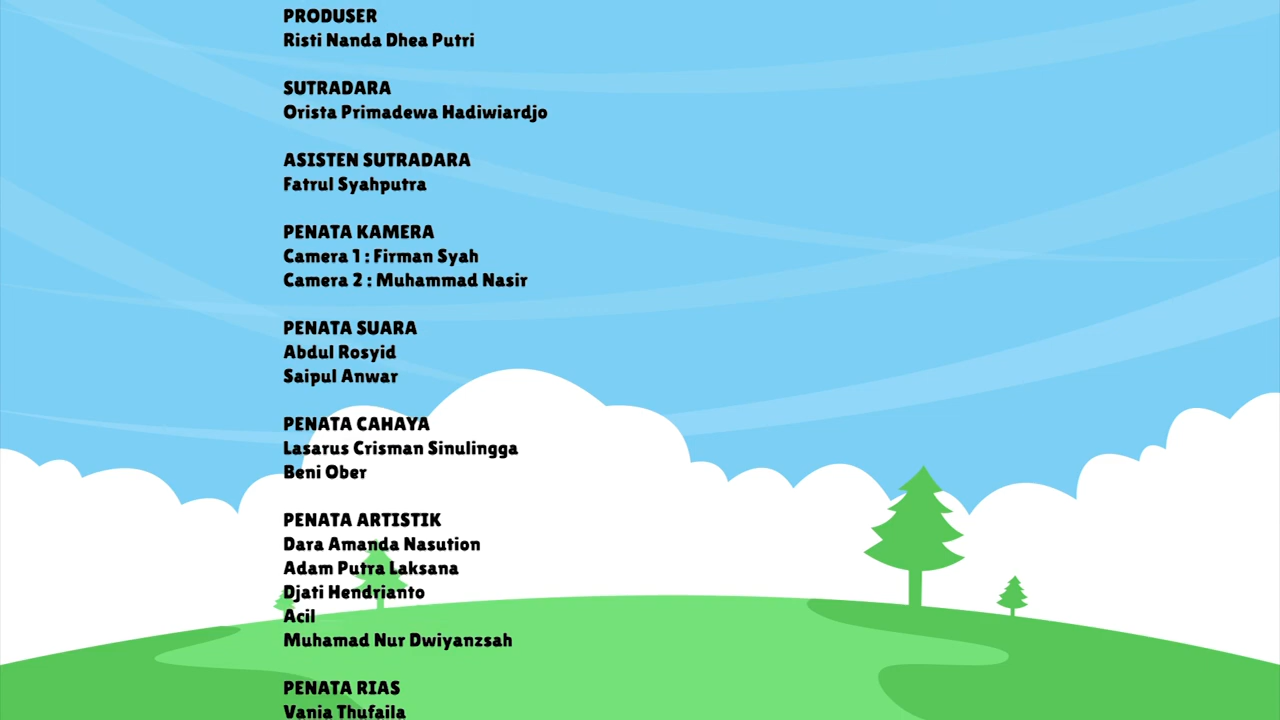 PRODUSER
Risti Nanda Dhea Putri
SUTRADARA
Orista Primadewa Hadiwiardjo
ASISTEN SUTRADARA
Fatrul Syahputra
PENATA KAMERA
Camera 1 : Firman Syah
Camera 2 : Muhammad Nasir
PENATA SUARA
Abdul Rosyid
Saipul Anwar
PENATA CAHAYA
Lasarus Crisman Sinulingga
Beni Ober
PENATA ARTISTIK
Dara Amanda Nasution
Adam Putra Laksana
Djati Hendrianto
Acil
Muhamad Nur Dwiyanzsah
PENATA RIAS
Vania Thufaila